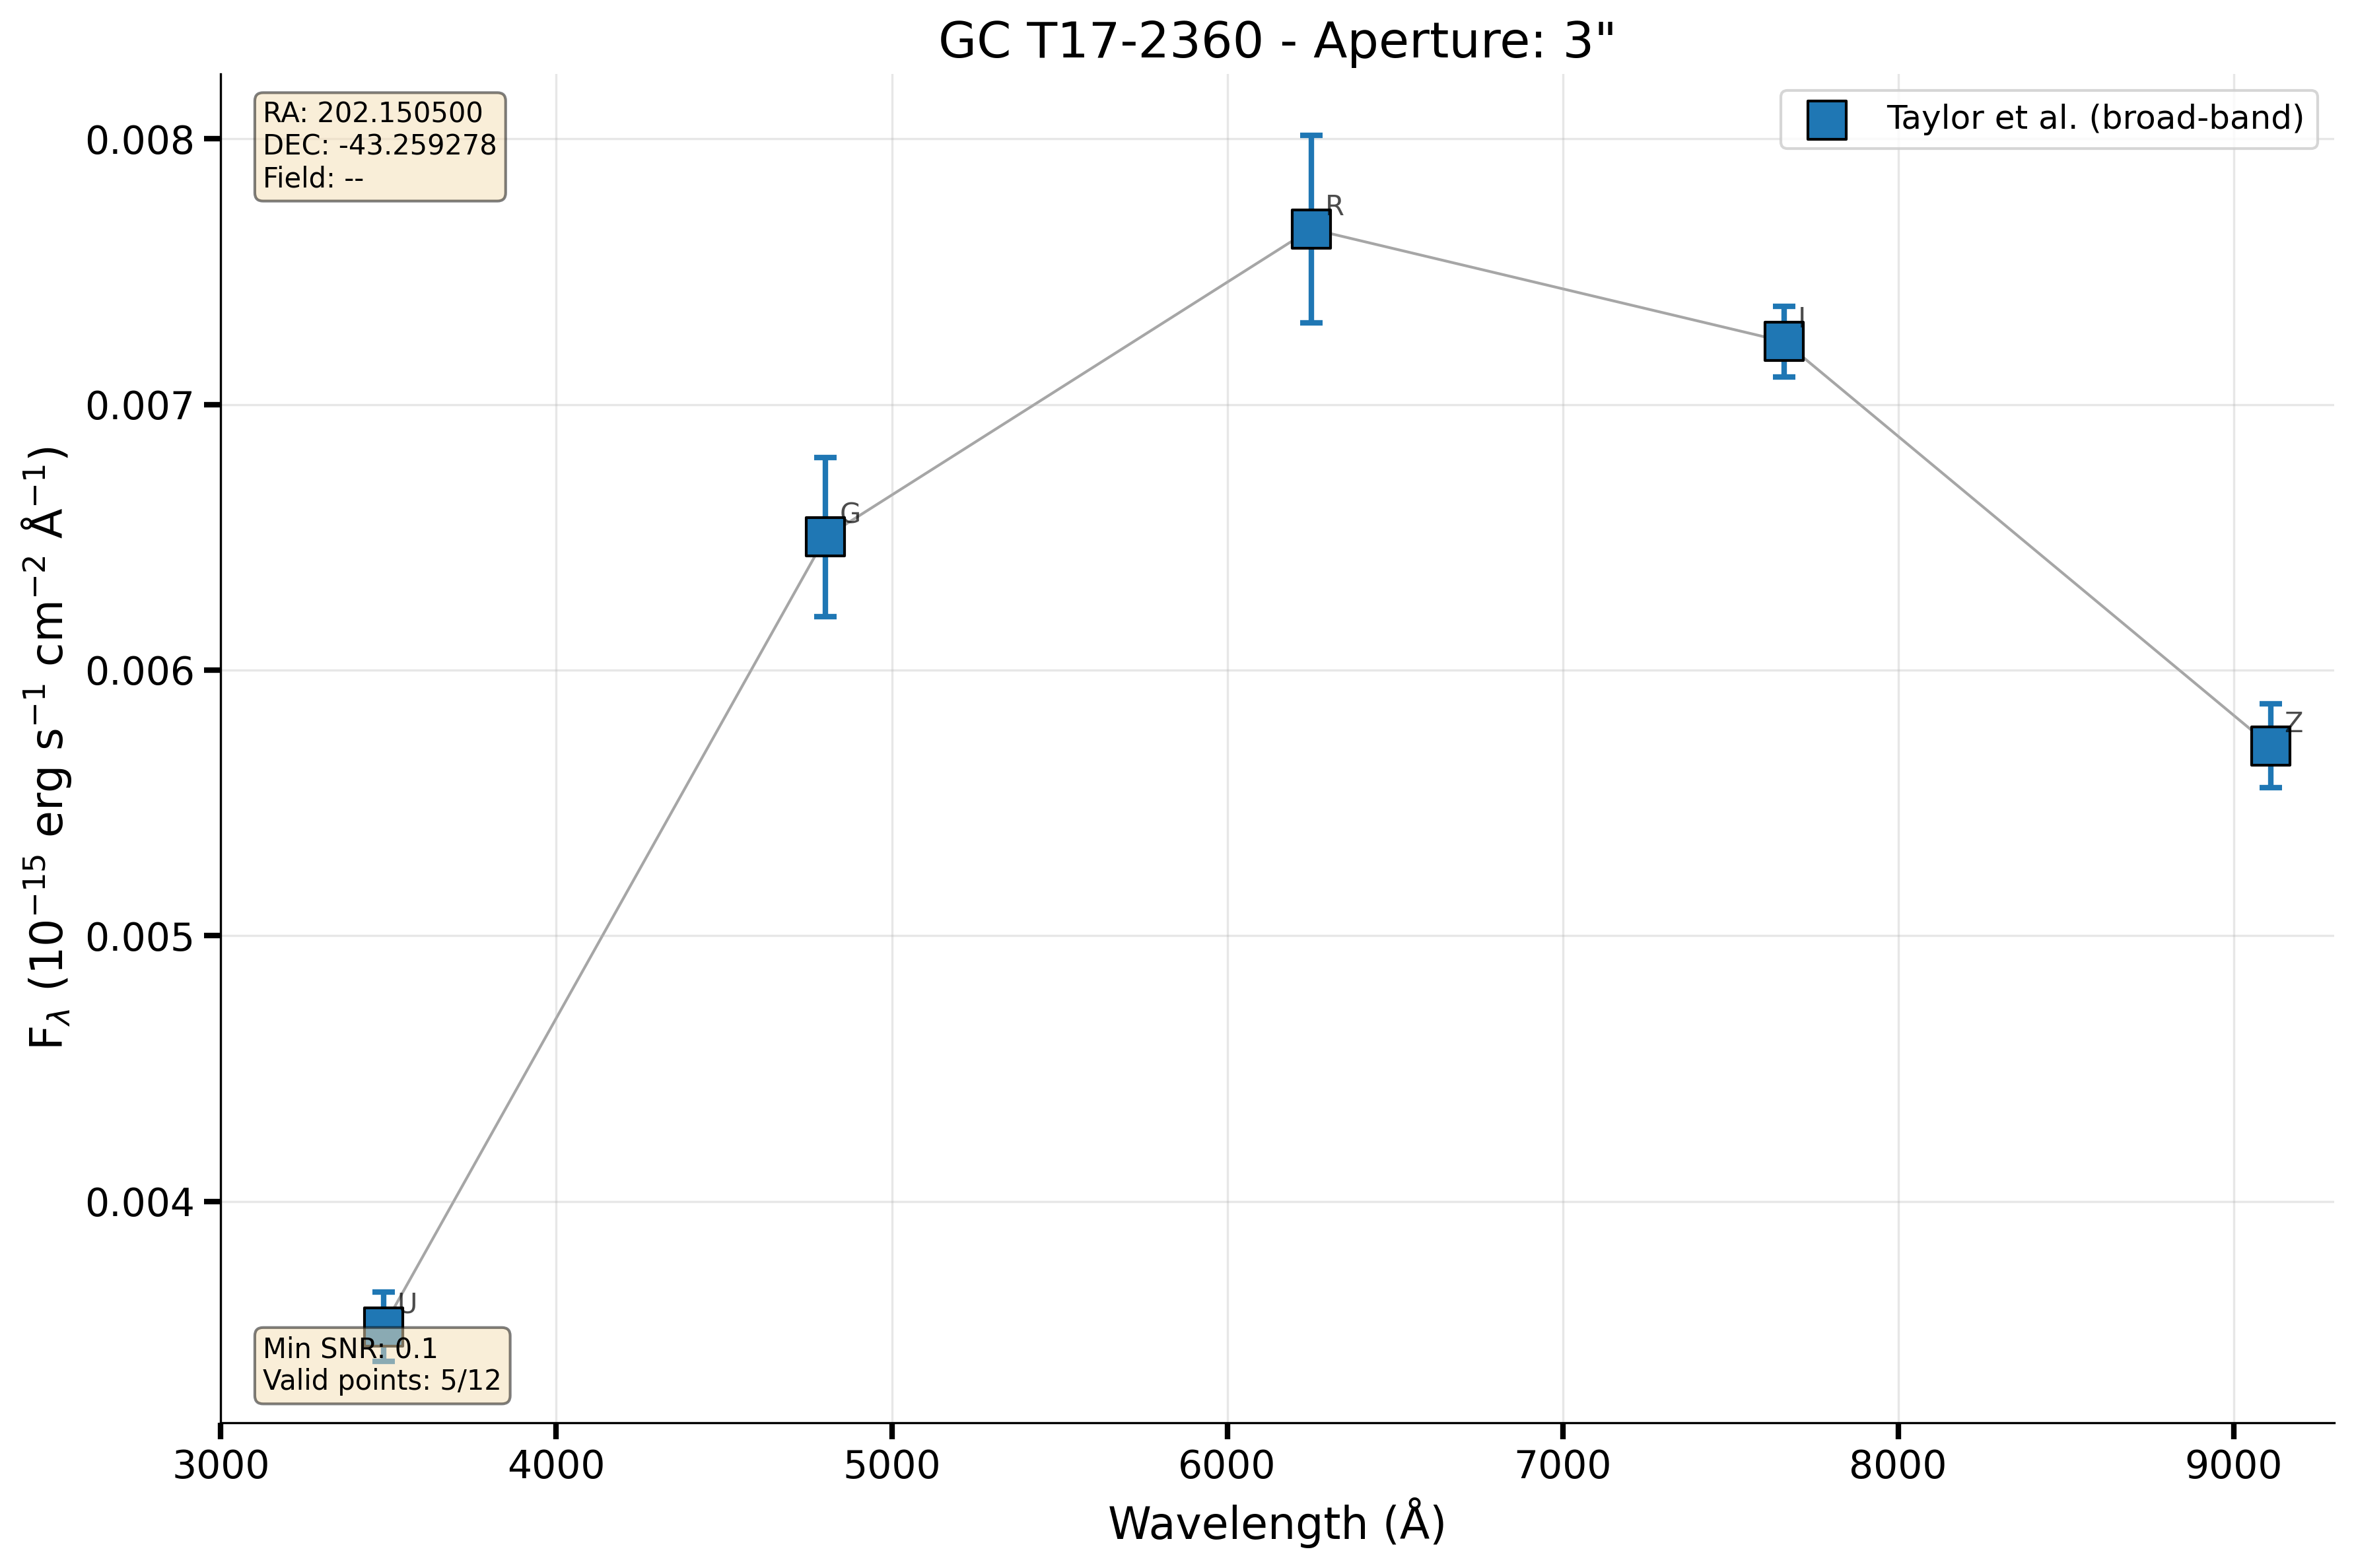 GC T17-2360 - Aperture: 3"
RA: 202.150500
DEC: -43.259278
Field: --
Taylor et al. (broad-band)
0.008
0.007
0.006
0.005
0.004
F_λ (10⁻¹⁵ erg s⁻¹ cm⁻² Å⁻¹)
R
I
G
Z
U
Min SNR: 0.1
Valid points: 5/12
3000 4000 5000 6000 7000 8000 9000
Wavelength (Å)